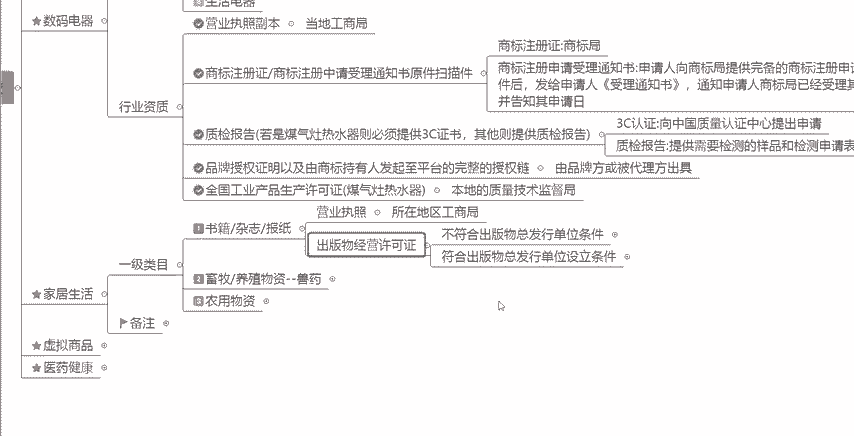 数码电器
生活电器
营业执照副本
当地工商局
商标注册证/商标注册中请受理通知书原件扫描件
商标注册证:商标局
商标注册申请受理通知书:申请人向商标局提供完备的商标注册申
件后，发给申请人《受理通知书》，通知申请人商标局已经受理其
并告知其申请日
行业资质
质检报告(若是煤气灶热水器则必须提供3C证书，其他则提供质检报告)
3C认证:向中国质量认证中心提出申请
质检报告:提供需要检测的样品和检测申请表
品牌授权证明以及由商标持有人发起至平台的完整的授权链
由品牌方或被代理方出具
全国工业产品生产许可证(煤气灶热水器)
本地的质量技术监督局
家居生活
一级类目
1书籍/杂志/报纸
营业执照
所在地区工商局
出版物经营许可证
不符合出版物总发行单位条件
符合出版物总发行单位设立条件
2畜牧/养殖物资--兽药
3农用物资
备注
虚拟商品
医药健康